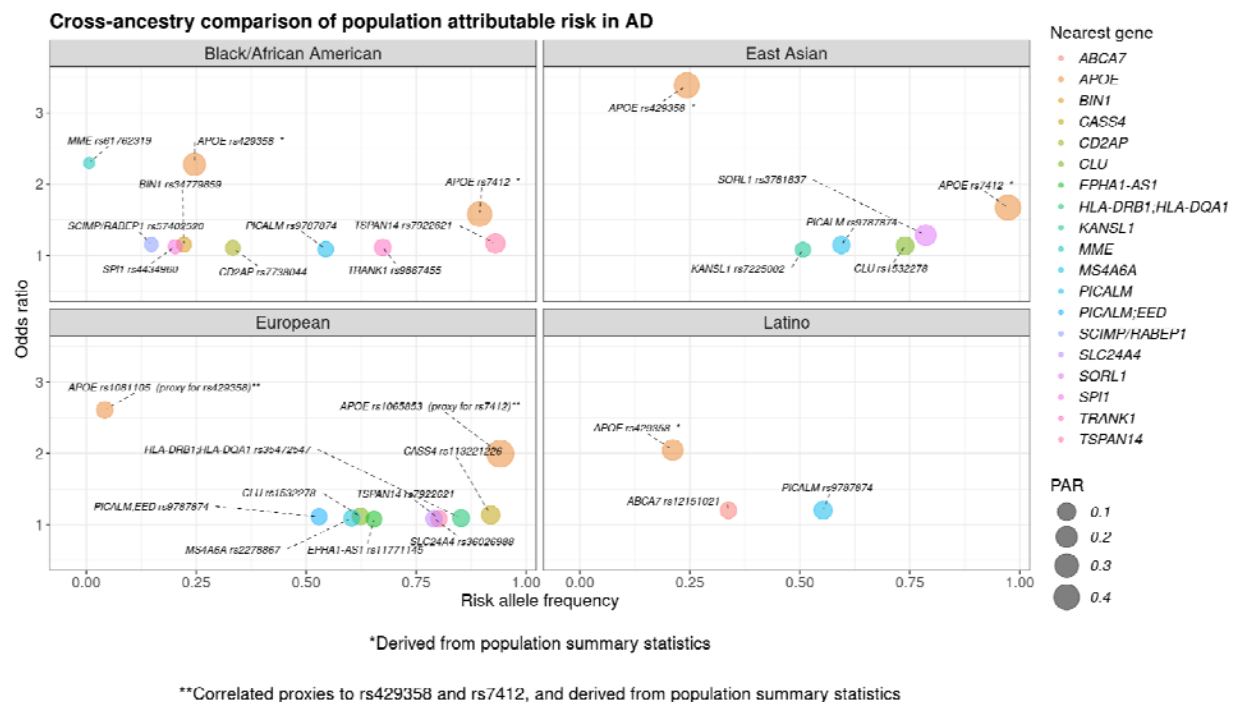 Cross-ancestry comparison of population attributable risk in AD
Black/African American
East Asian
MME rs61762319
APOE rs429358 *
BIN1 rs34779859
APOE rs7412 *
SCIMP/RABEP1 rs57402520
PICALM rs9787874
TSPAN14 rs7922621
SPI1 rs4434960
CD2AP rs7738044
TRANK1 rs9867455
APOE rs429358 *
SORL1 rs3781837
APOE rs7412 *
PICALM rs9787874
KANSL1 rs7225002
CLU rs1532278
3
2
1
Odds ratio
European
Latino
APOE rs1081105 (proxy for rs429358)**
APOE rs1065853 (proxy for rs7412)**
HLA-DRB1;HLA-DQA1 rs35472547
CASS4 rs113221226
CLU rs1532278
TSPAN14 rs7922621
PICALM;EED rs9787874
MS4A6A rs2278867
EPHA1-AS1 rs11771145
SLC24A4 rs36026988
APOE rs429358 *
ABCA7 rs12151021
PICALM rs9787874
3
2
1
0.00 0.25 0.50 0.75 1.00
0.00 0.25 0.50 0.75 1.00
Risk allele frequency
Nearest gene
ABCA7
APOE
BIN1
CASS4
CD2AP
CLU
EPHA1-AS1
HLA-DRB1;HLA-DQA1
KANSL1
MME
MS4A6A
PICALM
PICALM;EED
SCIMP/RABEP1
SLC24A4
SORL1
SPI1
TRANK1
TSPAN14
PAR
0.1
0.2
0.3
0.4
*Derived from population summary statistics
**Correlated proxies to rs429358 and rs7412, and derived from population summary statistics